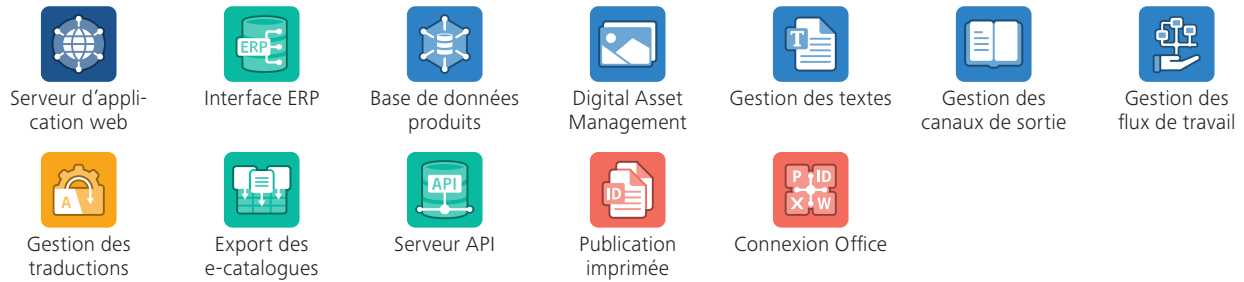 ERP
T
Serveur d’appli-
cation web
Interface ERP
Base de données
produits
Digital Asset
Management
Gestion des textes
Gestion des
canaux de sortie
Gestion des
flux de travail
A
API
ID
P ID
X W
Gestion des
traductions
Export des
e-catalogues
Serveur API
Publication
imprimée
Connexion Office